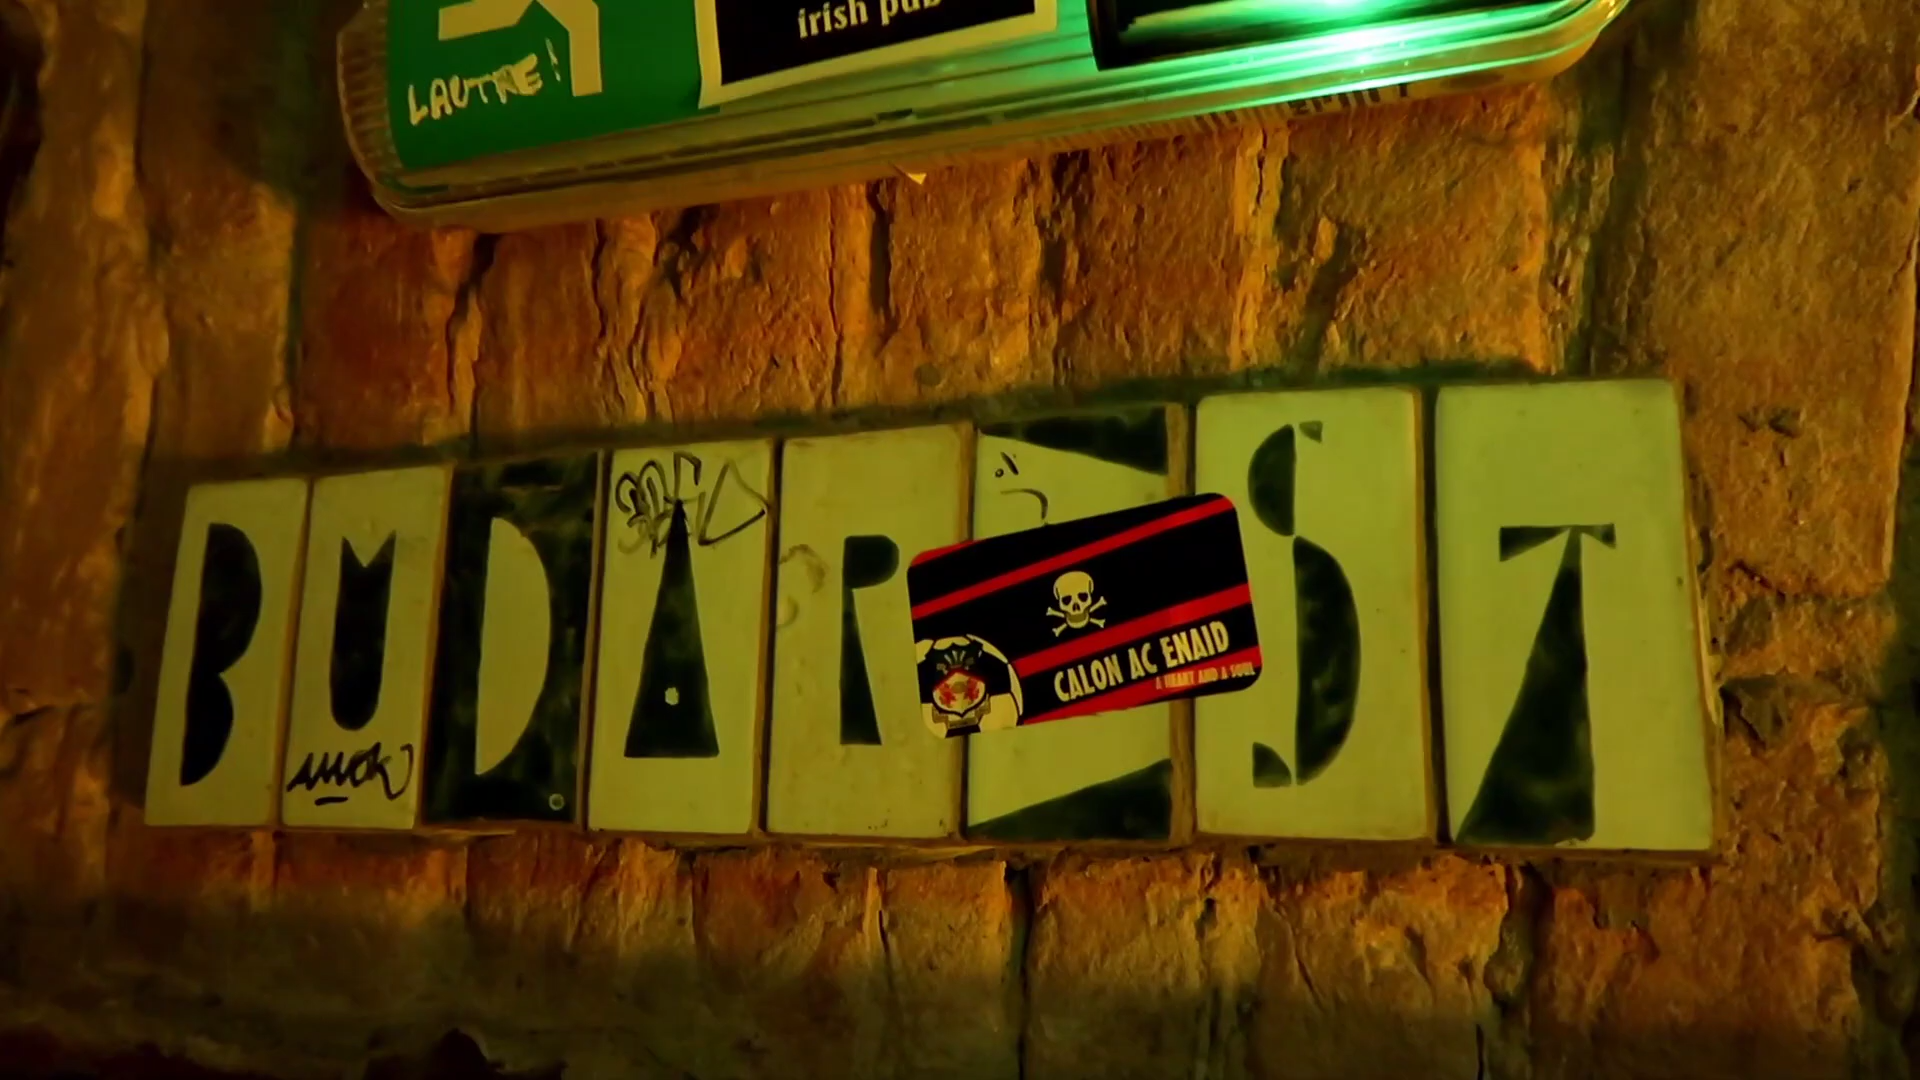 irish pub
LAUTRE!
BUDAPEST
CALON AC ENAID
A HEART AND A SOUL